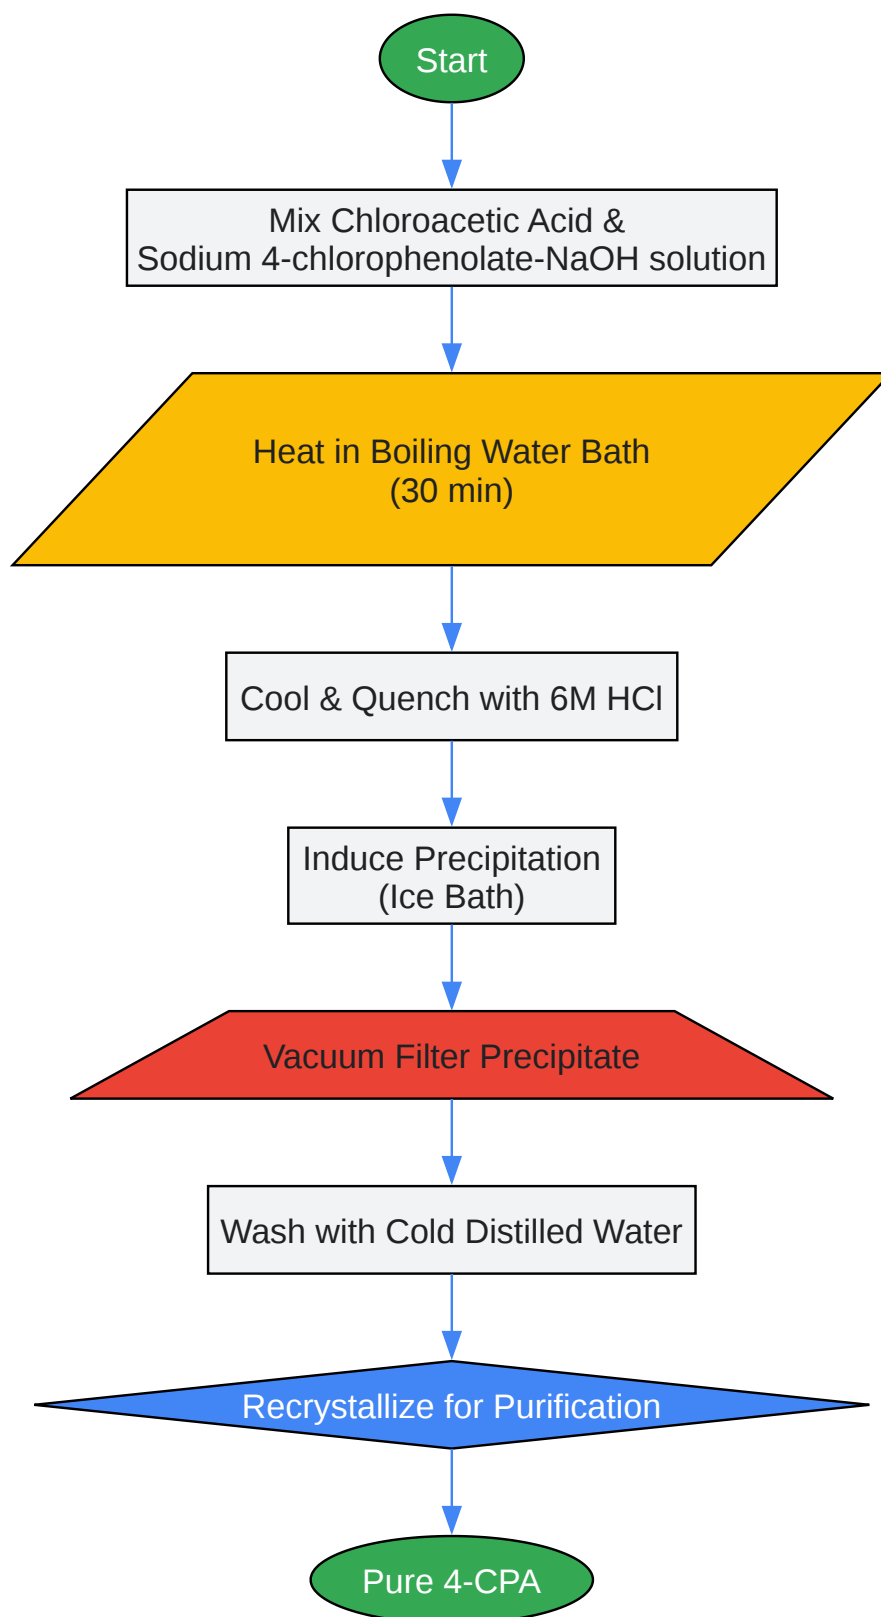 Start
Mix Chloroacetic Acid &
Sodium 4-chlorophenolate-NaOH solution
Heat in Boiling Water Bath
(30 min)
Cool & Quench with 6M HCl
Induce Precipitation
(Ice Bath)
Vacuum Filter Precipitate
Wash with Cold Distilled Water
Recrystallize for Purification
Pure 4-CPA